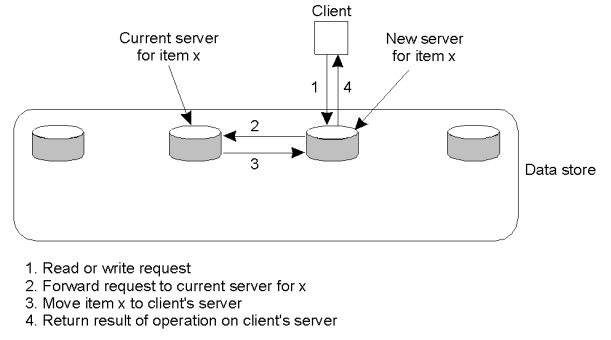 Client
Current server
for item x
New server
for item x
1
4
2
3
Data store
1. Read or write request
2. Forward request to current server for x
3. Move item x to client's server
4. Return result of operation on client's server